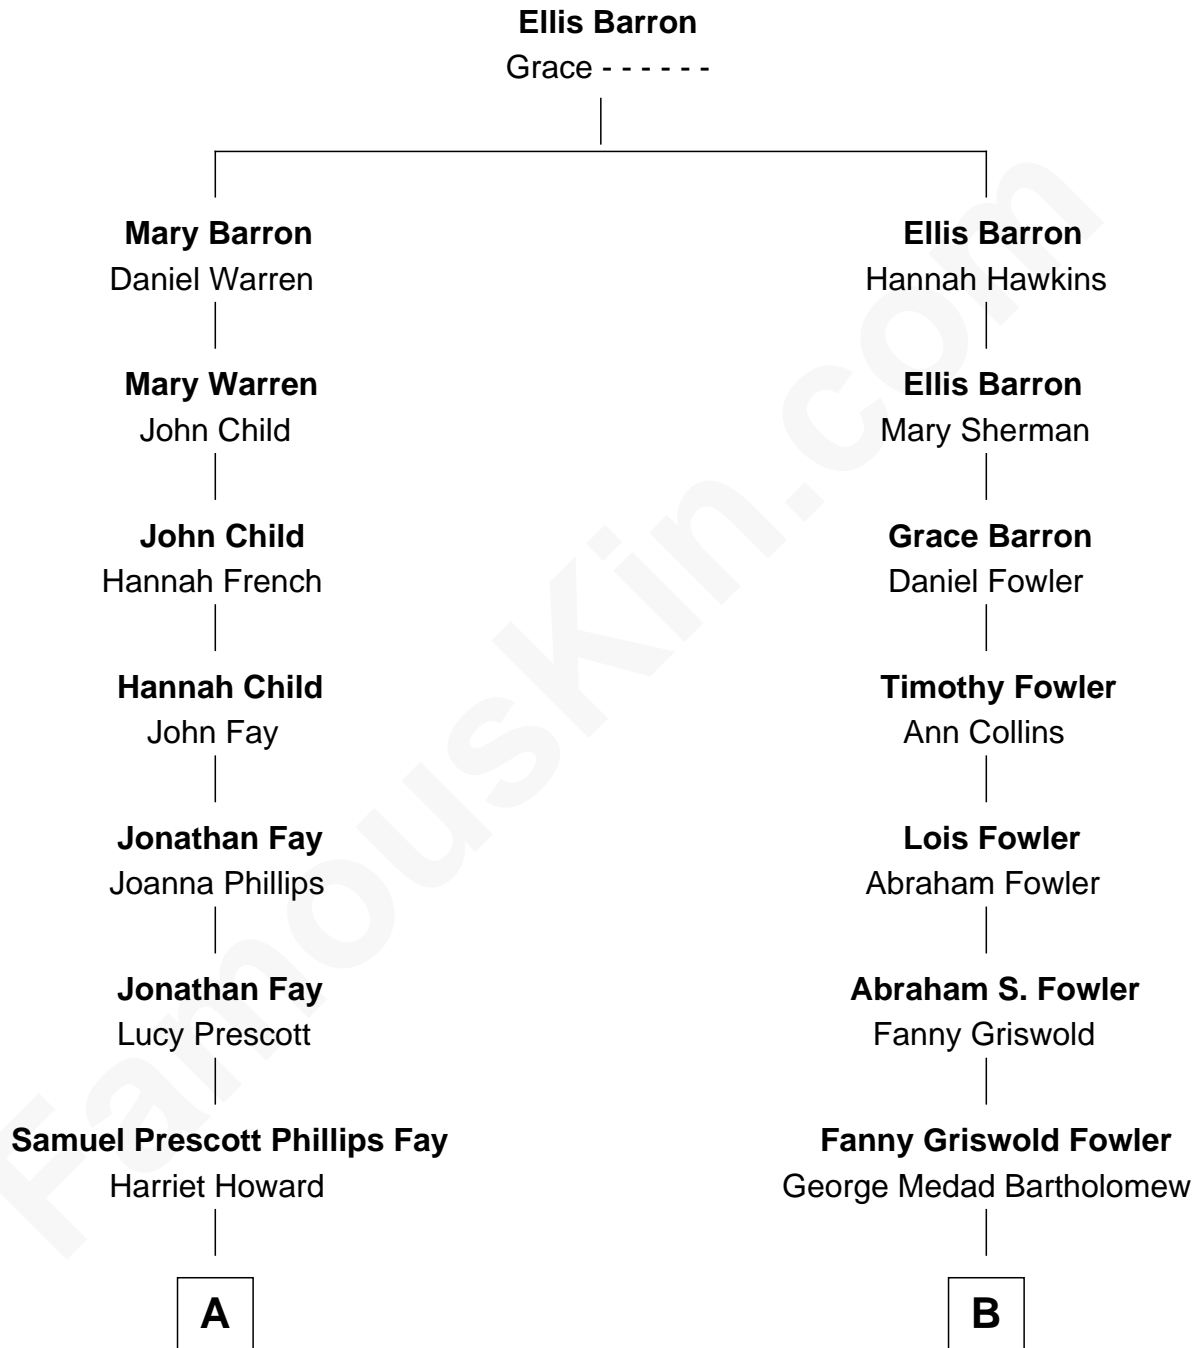 Ellis Barron
Grace - - - - - -
Mary Barron
Daniel Warren
Ellis Barron
Hannah Hawkins
Mary Warren
John Child
Ellis Barron
Mary Sherman
John Child
Hannah French
Grace Barron
Daniel Fowler
Hannah Child
John Fay
Timothy Fowler
Ann Collins
Jonathan Fay
Joanna Phillips
Lois Fowler
Abraham Fowler
Jonathan Fay
Lucy Prescott
Abraham S. Fowler
Fanny Griswold
Samuel Prescott Phillips Fay
Harriet Howard
Fanny Griswold Fowler
George Medad Bartholomew
A
B
FamousKin.com